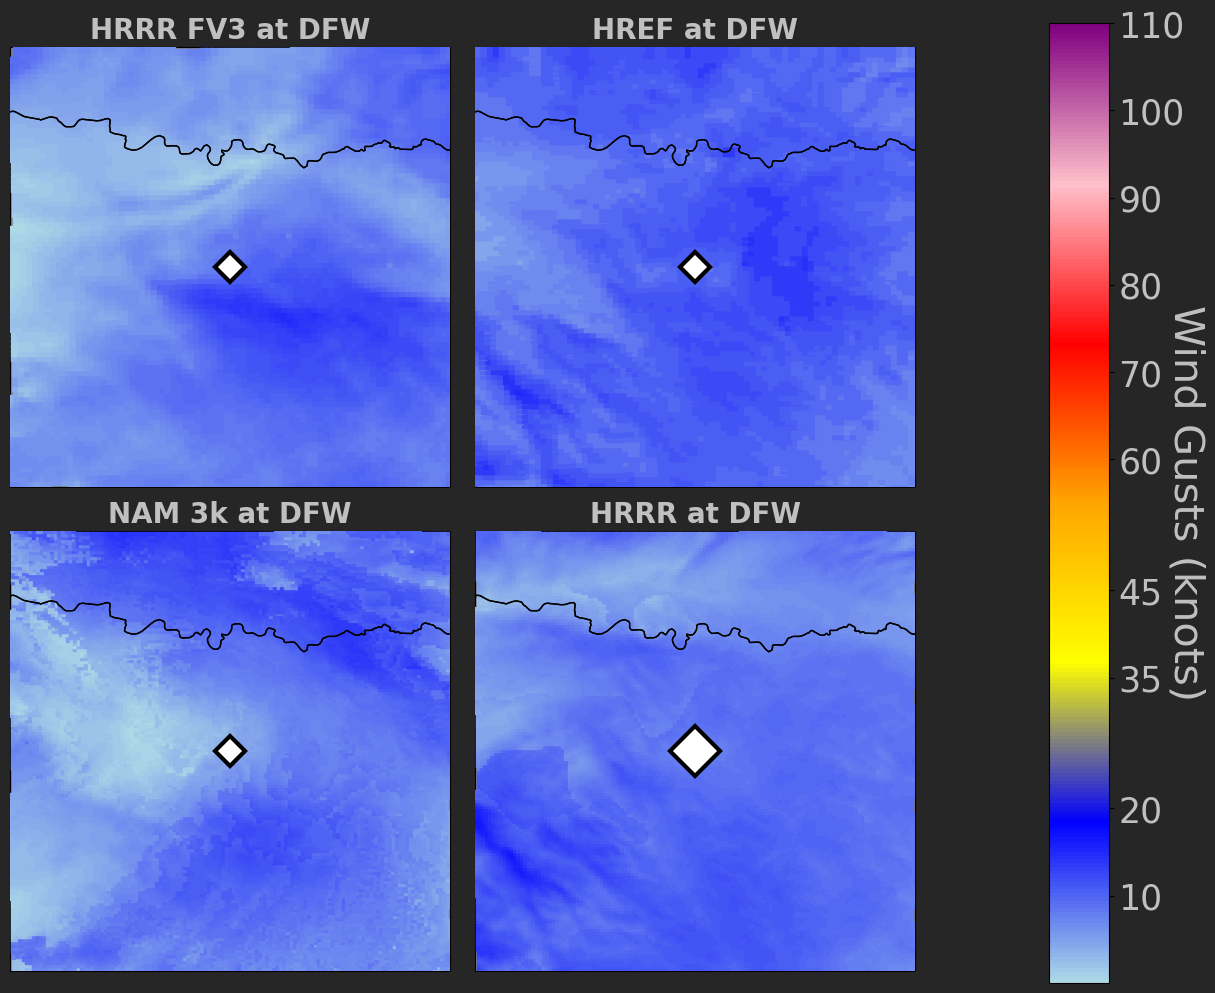 HRRR FV3 at DFW
HREF at DFW
NAM 3k at DFW
HRRR at DFW
110
100
90
80
70
60
45
35
20
10
Wind Gusts (knots)